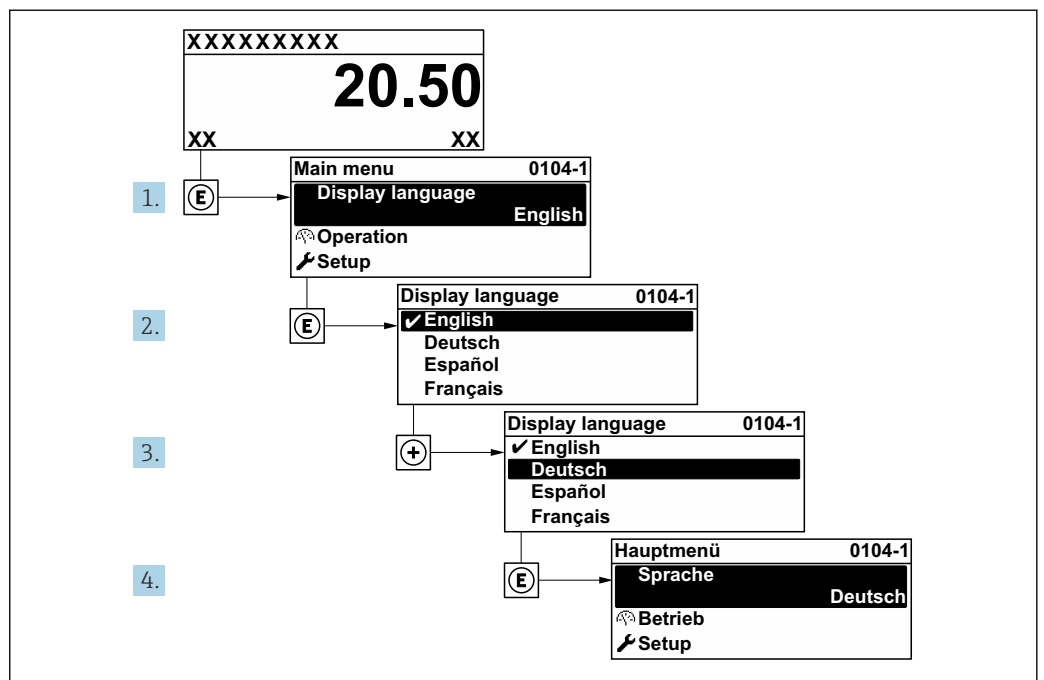 XXXXXXXXX
20.50
XX XX
1. E
Main menu 0104-1
Display language
English
Operation
Setup
2. E
Display language 0104-1
✔English
Deutsch
Español
Français
3. +
Display language 0104-1
✔English
Deutsch
Español
Français
4. E
Hauptmenü 0104-1
Sprache
Deutsch
Betrieb
Setup